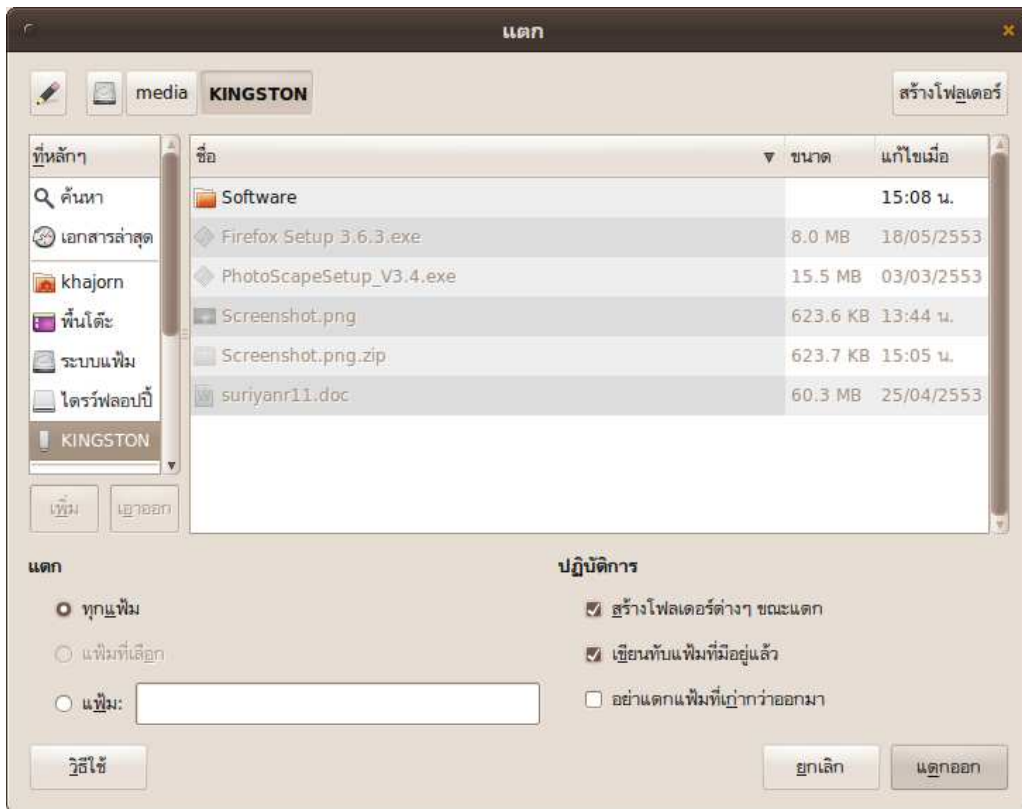 แตก
media KINGSTON สร้างโฟลเดอร์
ที่หลักๆ
ค้นหา
เอกสารล่าสุด
khajorn
พื้นโต๊ะ
ระบบแฟ้ม
ไดรว์ฟลอปปี้
KINGSTON
เพิ่ม เอาออก
ชื่อ ขนาด แก้ไขเมื่อ
Software 15:08 น.
Firefox Setup 3.6.3.exe 8.0 MB 18/05/2553
PhotoScapeSetup_V3.4.exe 15.5 MB 03/03/2553
Screenshot.png 623.6 KB 13:44 น.
Screenshot.png.zip 623.7 KB 15:05 น.
suriyanr11.doc 60.3 MB 25/04/2553
แตก
ทุกแฟ้ม
แฟ้มที่เลือก
แฟ้ม:
ปฏิบัติการ
สร้างโฟลเดอร์ต่างๆ ขณะแตก
เขียนทับแฟ้มที่มีอยู่แล้ว
อย่าแตกแฟ้มที่เก่ากว่าออกมา
วิธีใช้ ยกเลิก แตกออก